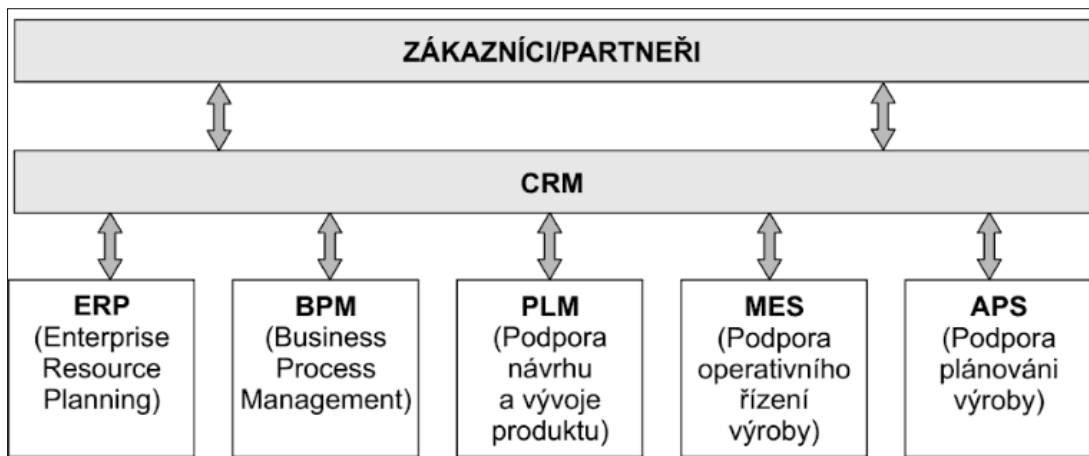 ZÁKAZNÍCI/PARTNEŘI
CRM
ERP
(Enterprise
Resource
Planning)
BPM
(Business
Process
Management)
PLM
(Podpora
návrhu
a vývoje
produktu)
MES
(Podpora
operativního
řízení
výroby)
APS
(Podpora
plánováni
výroby)